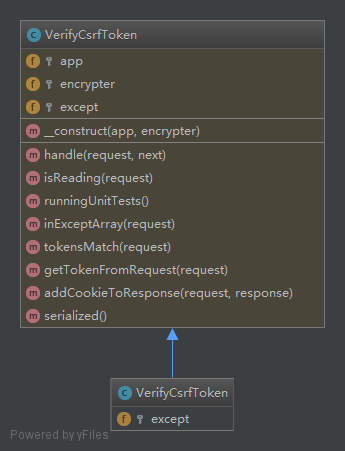 VerifyCsrfToken
app
encrypter
except
__construct(app, encrypter)
handle(request, next)
isReading(request)
runningUnitTests()
inExceptArray(request)
tokensMatch(request)
getTokenFromRequest(request)
addCookieToResponse(request, response)
serialized()
VerifyCsrfToken
except
Powered by yFiles